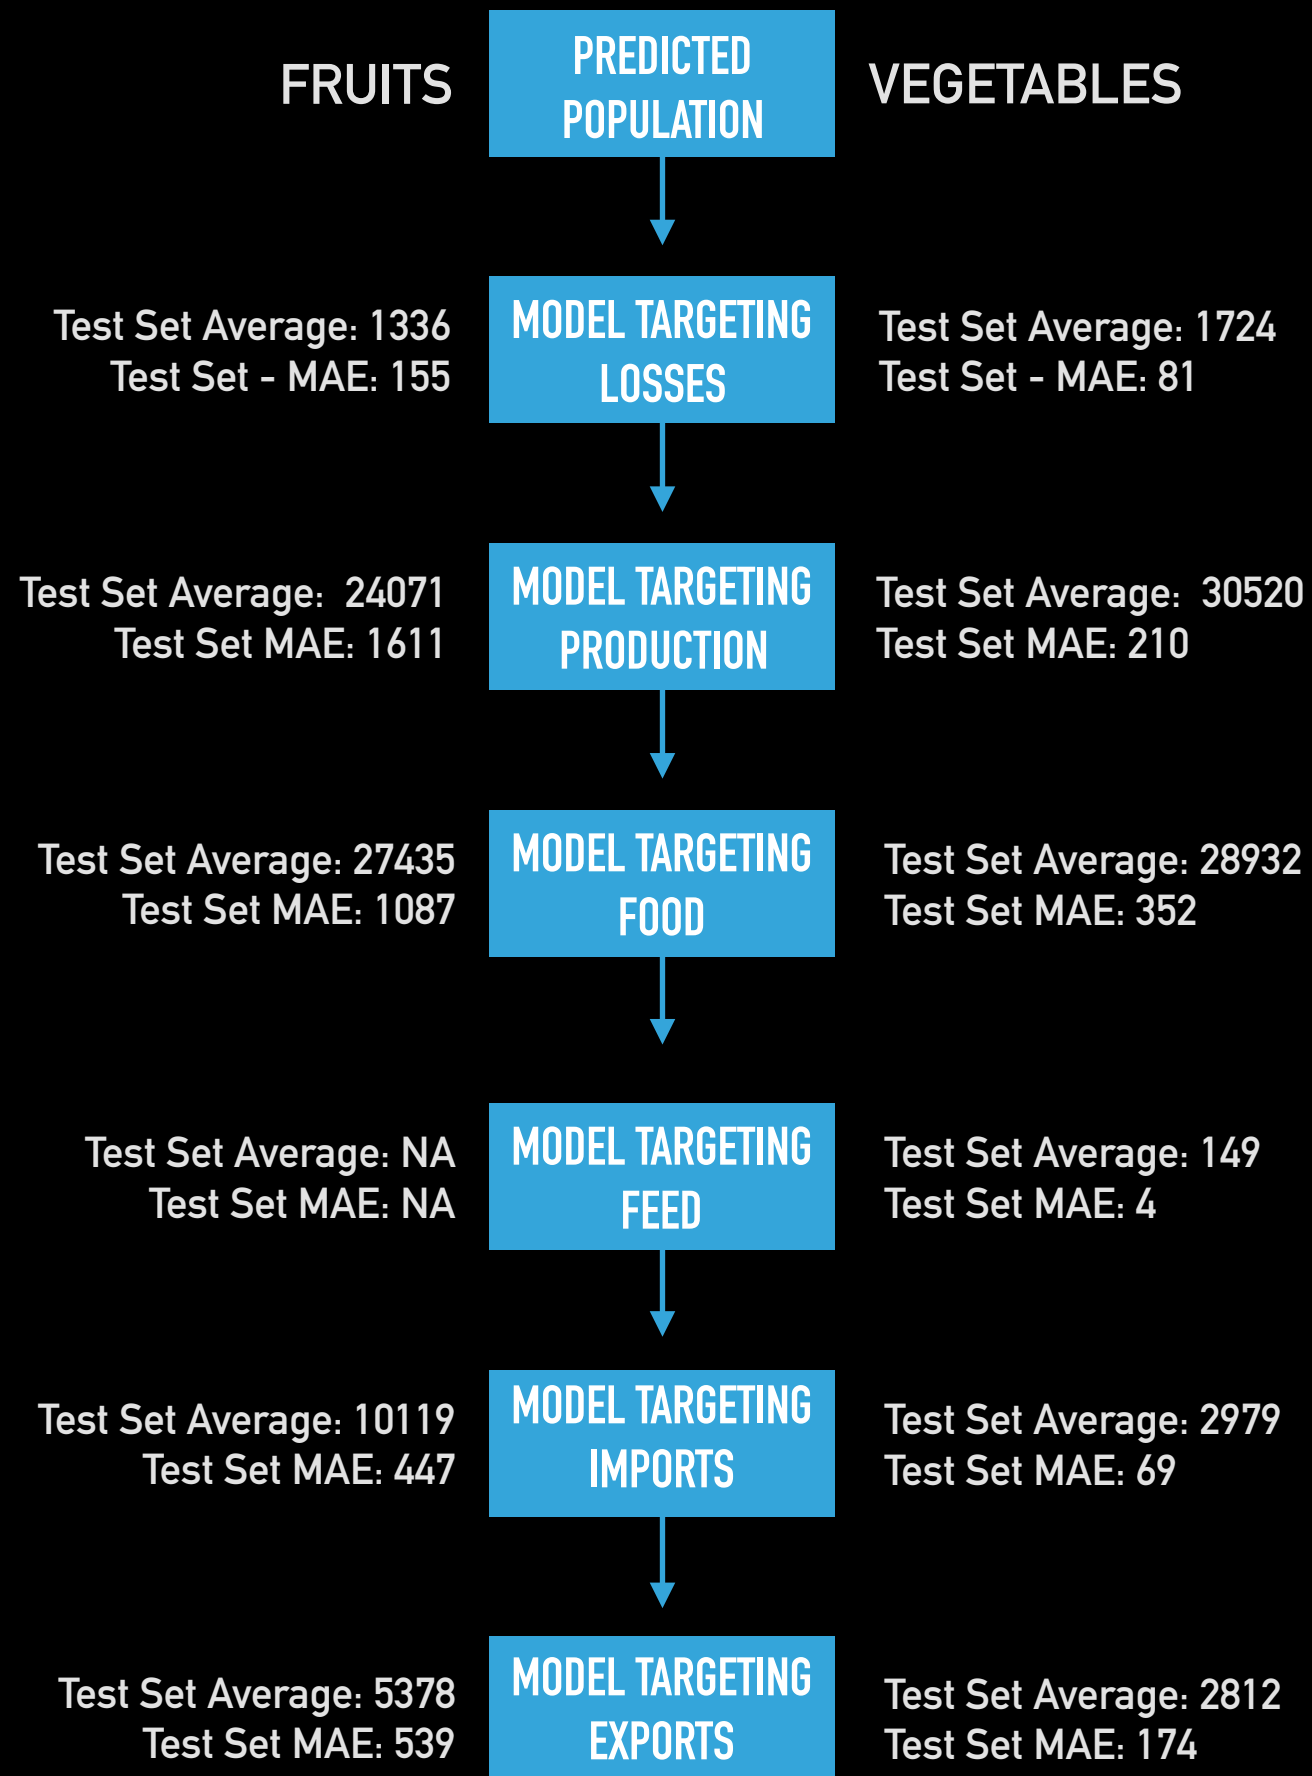 FRUITS
PREDICTED
POPULATION
VEGETABLES
Test Set Average: 1336
Test Set - MAE: 155
MODEL TARGETING
LOSSES
Test Set Average: 1724
Test Set - MAE: 81
Test Set Average: 24071
Test Set MAE: 1611
MODEL TARGETING
PRODUCTION
Test Set Average: 30520
Test Set MAE: 210
Test Set Average: 27435
Test Set MAE: 1087
MODEL TARGETING
FOOD
Test Set Average: 28932
Test Set MAE: 352
Test Set Average: NA
Test Set MAE: NA
MODEL TARGETING
FEED
Test Set Average: 149
Test Set MAE: 4
Test Set Average: 10119
Test Set MAE: 447
MODEL TARGETING
IMPORTS
Test Set Average: 2979
Test Set MAE: 69
Test Set Average: 5378
Test Set MAE: 539
MODEL TARGETING
EXPORTS
Test Set Average: 2812
Test Set MAE: 174